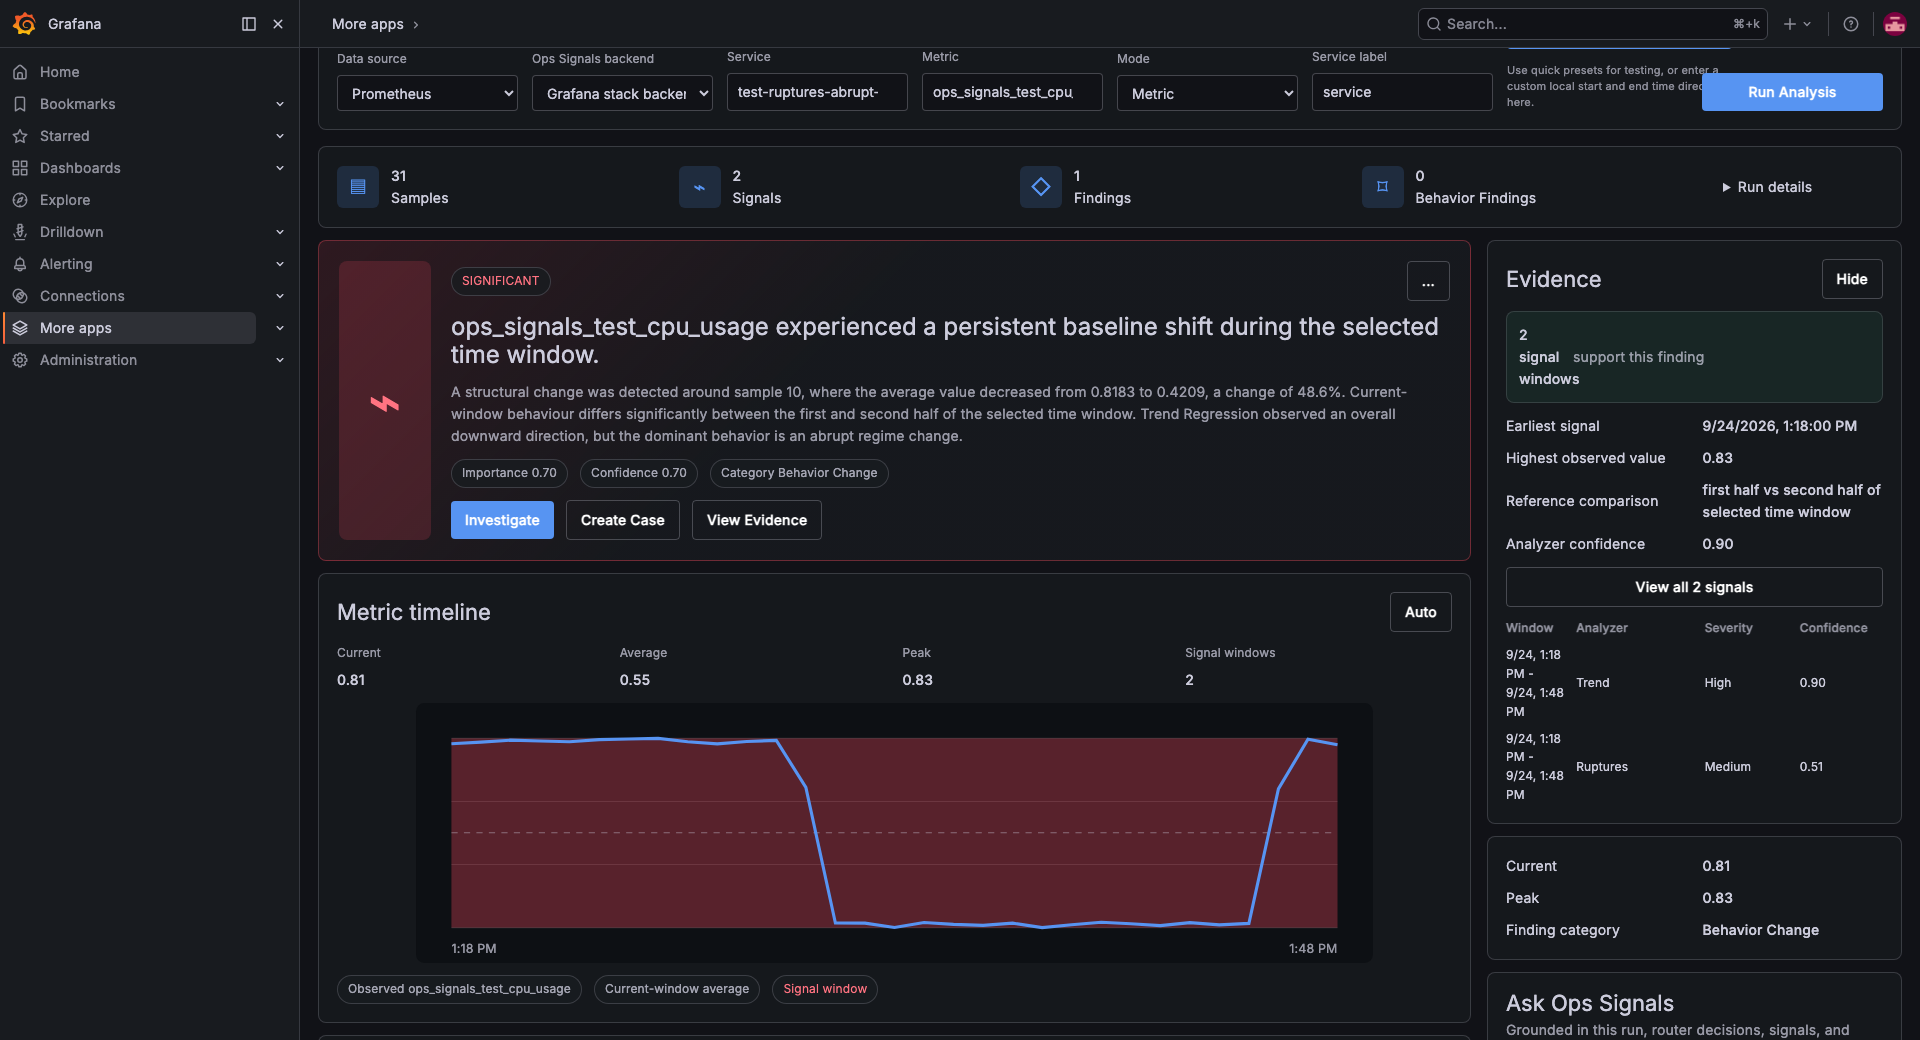 Grafana
More apps ›
Search...
⌘+k
Home
Bookmarks
Starred
Dashboards
Explore
Drilldown
Alerting
Connections
More apps
Administration
Data source
Ops Signals backend
Service
Metric
Mode
Service label
Prometheus
Grafana stack backer
test-ruptures-abrupt-
ops_signals_test_cpu
Metric
service
Use quick presets for testing, or enter a
custom local start and end time direc
here.
Run Analysis
31
Samples
2
Signals
1
Findings
0
Behavior Findings
Run details
SIGNIFICANT
...
ops_signals_test_cpu_usage experienced a persistent baseline shift during the selected
time window.
A structural change was detected around sample 10, where the average value decreased from 0.8183 to 0.4209, a change of 48.6%. Current-
window behaviour differs significantly between the first and second half of the selected time window. Trend Regression observed an overall
downward direction, but the dominant behavior is an abrupt regime change.
Importance 0.70
Confidence 0.70
Category Behavior Change
Investigate
Create Case
View Evidence
Metric timeline
Auto
Current
Average
Peak
Signal windows
0.81
0.55
0.83
2
1:18 PM
1:48 PM
Observed ops_signals_test_cpu_usage
Current-window average
Signal window
Evidence
Hide
2
signal support this finding
windows
Earliest signal 9/24/2026, 1:18:00 PM
Highest observed value 0.83
Reference comparison first half vs second half of
selected time window
Analyzer confidence 0.90
View all 2 signals
Window Analyzer Severity Confidence
9/24, 1:18
PM -
9/24, 1:48
PM
Trend High 0.90
9/24, 1:18
PM -
9/24, 1:48
PM
Ruptures Medium 0.51
Current 0.81
Peak 0.83
Finding category Behavior Change
Ask Ops Signals
Grounded in this run, router decisions, signals, and